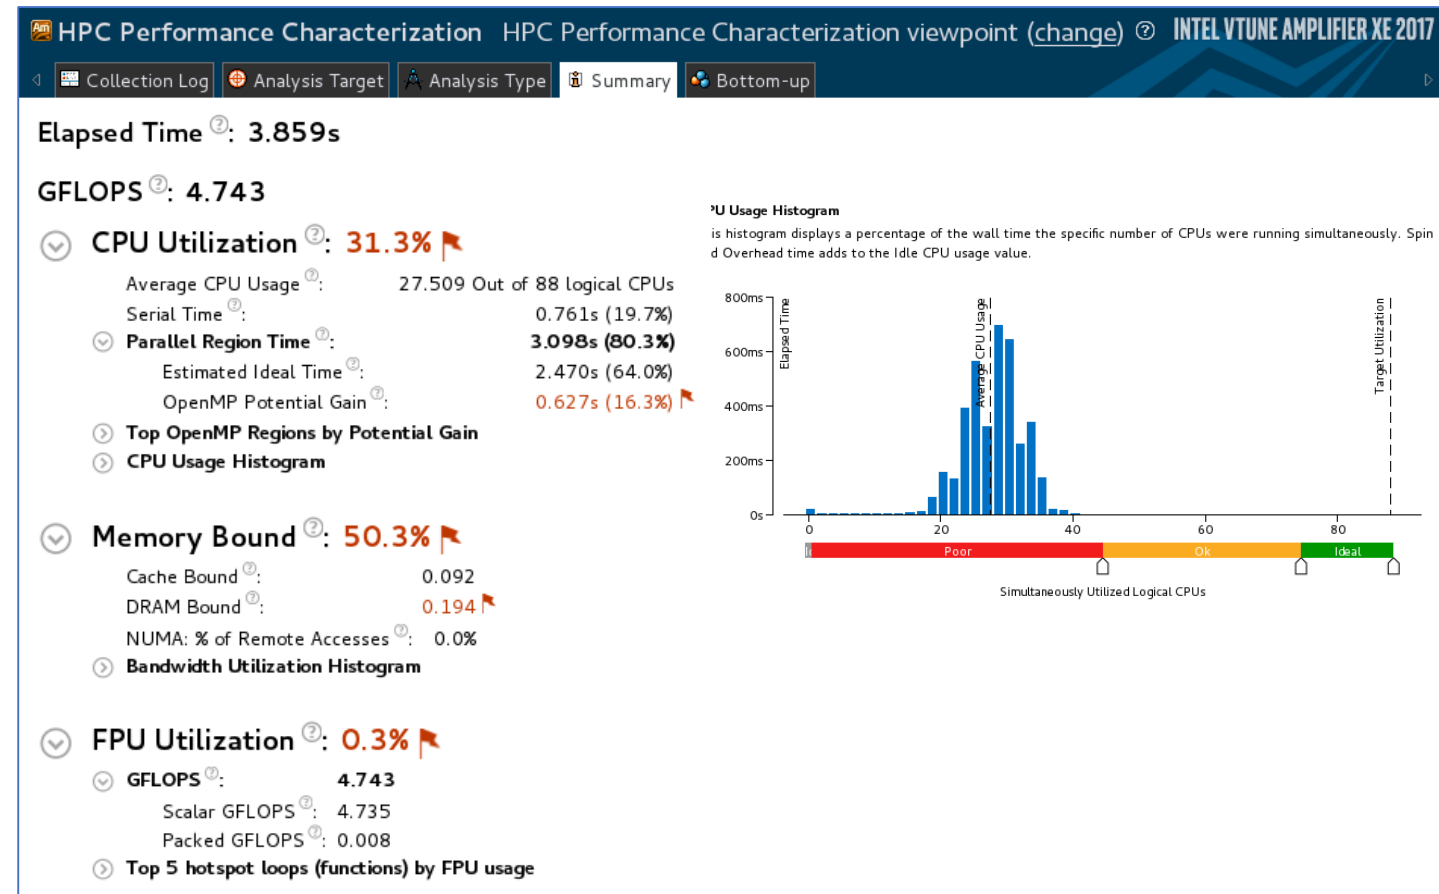 HPC Performance Characterization HPC Performance Characterization viewpoint (change) INTEL VTUNE AMPLIFIER XE 2017
Collection Log Analysis Target Analysis Type Summary Bottom-up
Elapsed Time: 3.859s
GFLOPS: 4.743
CPU Utilization: 31.3%
Average CPU Usage: 27.509 Out of 88 logical CPUs
Serial Time: 0.761s (19.7%)
Parallel Region Time: 3.098s (80.3%)
Estimated Ideal Time: 2.470s (64.0%)
OpenMP Potential Gain: 0.627s (16.3%)
Top OpenMP Regions by Potential Gain
CPU Usage Histogram
Memory Bound: 50.3%
Cache Bound: 0.092
DRAM Bound: 0.194
NUMA: % of Remote Accesses: 0.0%
Bandwidth Utilization Histogram
FPU Utilization: 0.3%
GFLOPS: 4.743
Scalar GFLOPS: 4.735
Packed GFLOPS: 0.008
Top 5 hotspot loops (functions) by FPU usage
PU Usage Histogram
is histogram displays a percentage of the wall time the specific number of CPUs were running simultaneously. Spin
d Overhead time adds to the Idle CPU usage value.
800ms
600ms
400ms
200ms
0s
Elapsed Time
Average CPU Usage
Target Utilization
0 20 40 60 80
Poor Ok Ideal
Simultaneously Utilized Logical CPUs